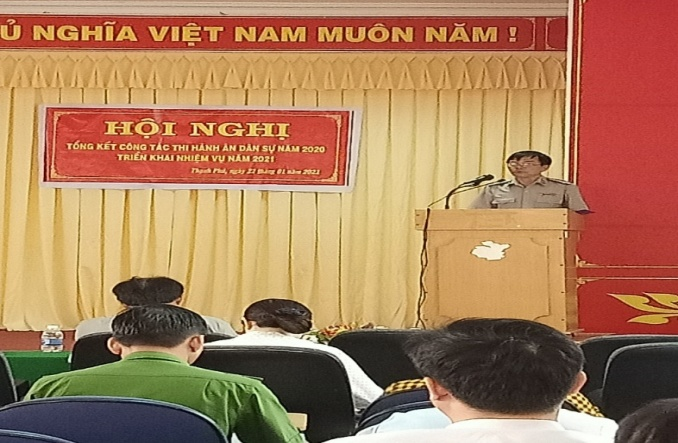 Ủ NGHĨA VIỆT NAM MUÔN NĂM !
HỘI NGHỊ
TỔNG KẾT CÔNG TÁC THI HÀNH ÁN DÂN SỰ NĂM 2020
TRIỂN KHAI NHIỆM VỤ NĂM 2021
Thạnh Phú, ngày 22 tháng 01 năm 2021